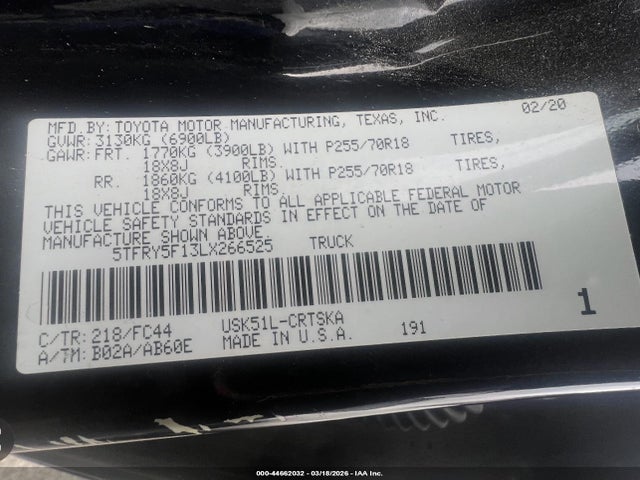 MFD.BY: TOYOTA MOTOR MANUFACTURING, TEXAS, INC. 02/20
GVWR: 3130KG (6900LB)
GAWR: FRT. 1770KG (3900LB) WITH P255/70R18 TIRES,
18X8J RIMS.
RR. 1860KG (4100LB) WITH P255/70R18 TIRES,
18X8J RIMS.
THIS VEHICLE CONFORMS TO ALL APPLICABLE FEDERAL MOTOR
VEHICLE SAFETY STANDARDS IN EFFECT ON THE DATE OF
MANUFACTURE SHOWN ABOVE
5TFRY5F13LX266525 TRUCK
1
C/TR: 218/FC44 USK51L-CRTSKA 191
A/TM: B02A/AB60E MADE IN U.S.A.
000-44662032 - 03/18/2026 - IAA Inc.